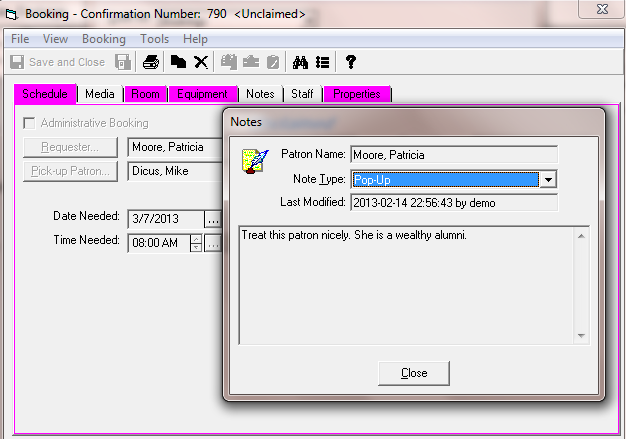 Booking - Confirmation Number: 790 <Unclaimed>
File View Booking Tools Help
Save and Close
Schedule Media Room Equipment Notes Staff Properties
Administrative Booking
Requester... Moore, Patricia
Pick-up Patron... Dicus, Mike
Date Needed: 3/7/2013 ...
Time Needed: 08:00 AM ...
Notes
Patron Name: Moore, Patricia
Note Type: Pop-Up
Last Modified: 2013-02-14 22:56:43 by demo
Treat this patron nicely. She is a wealthy alumni.
Close